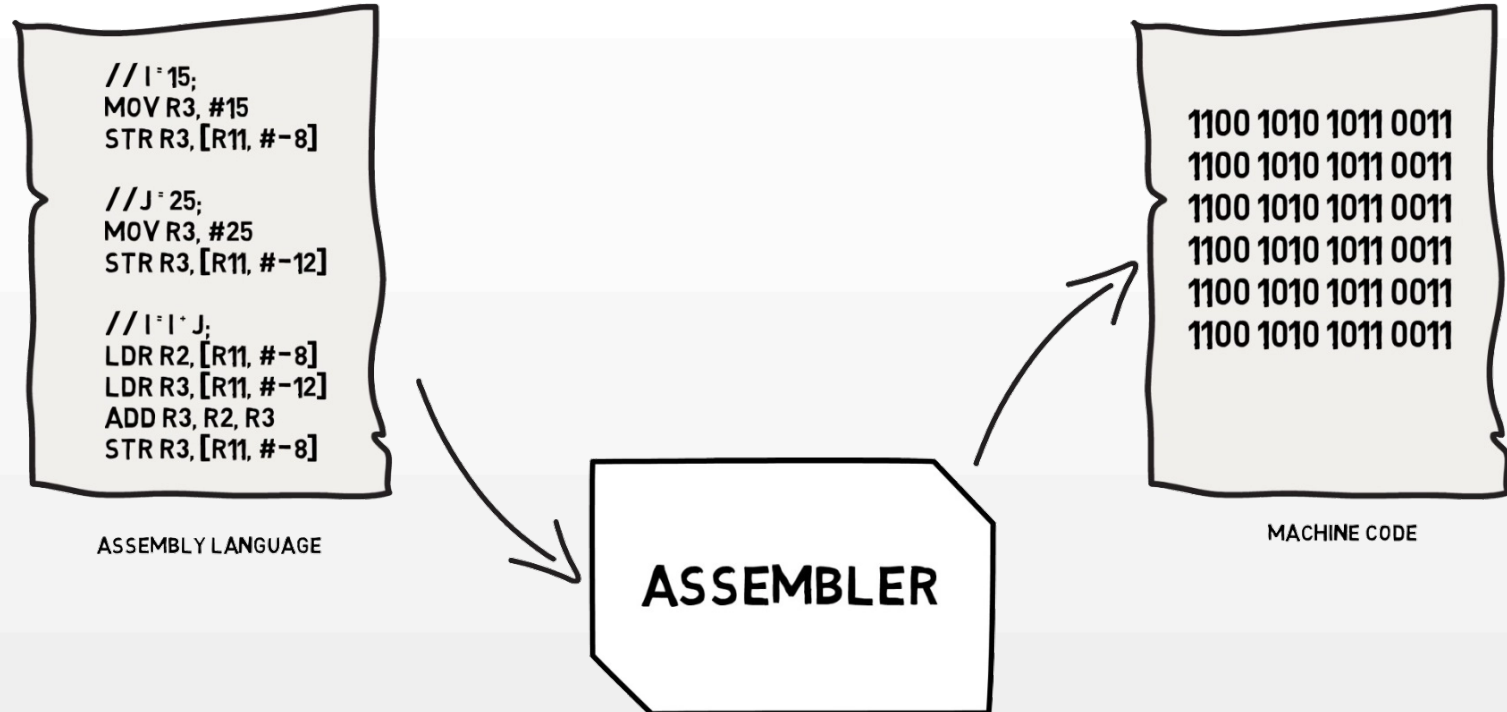 //I=15;
MOV R3, #15
STR R3, [R11, #-8]
//J=25;
MOV R3, #25
STR R3, [R11, #-12]
//I=I+J;
LDR R2, [R11, #-8]
LDR R3, [R11, #-12]
ADD R3, R2, R3
STR R3, [R11, #-8]
ASSEMBLY LANGUAGE
ASSEMBLER
1100 1010 1011 0011
1100 1010 1011 0011
1100 1010 1011 0011
1100 1010 1011 0011
1100 1010 1011 0011
1100 1010 1011 0011
MACHINE CODE